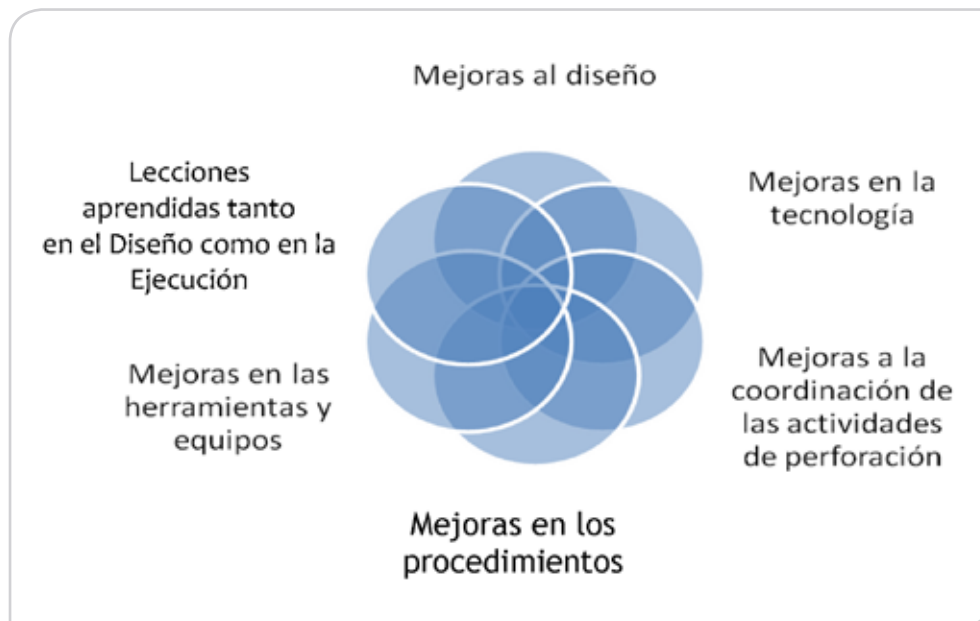 Mejoras al diseño
Lecciones
aprendidas tanto
en el Diseño como en la
Ejecución
Mejoras en la
tecnología
Mejoras en las
herramientas y
equipos
Mejoras a la
coordinación de
las actividades
de perforación
Mejoras en los
procedimientos